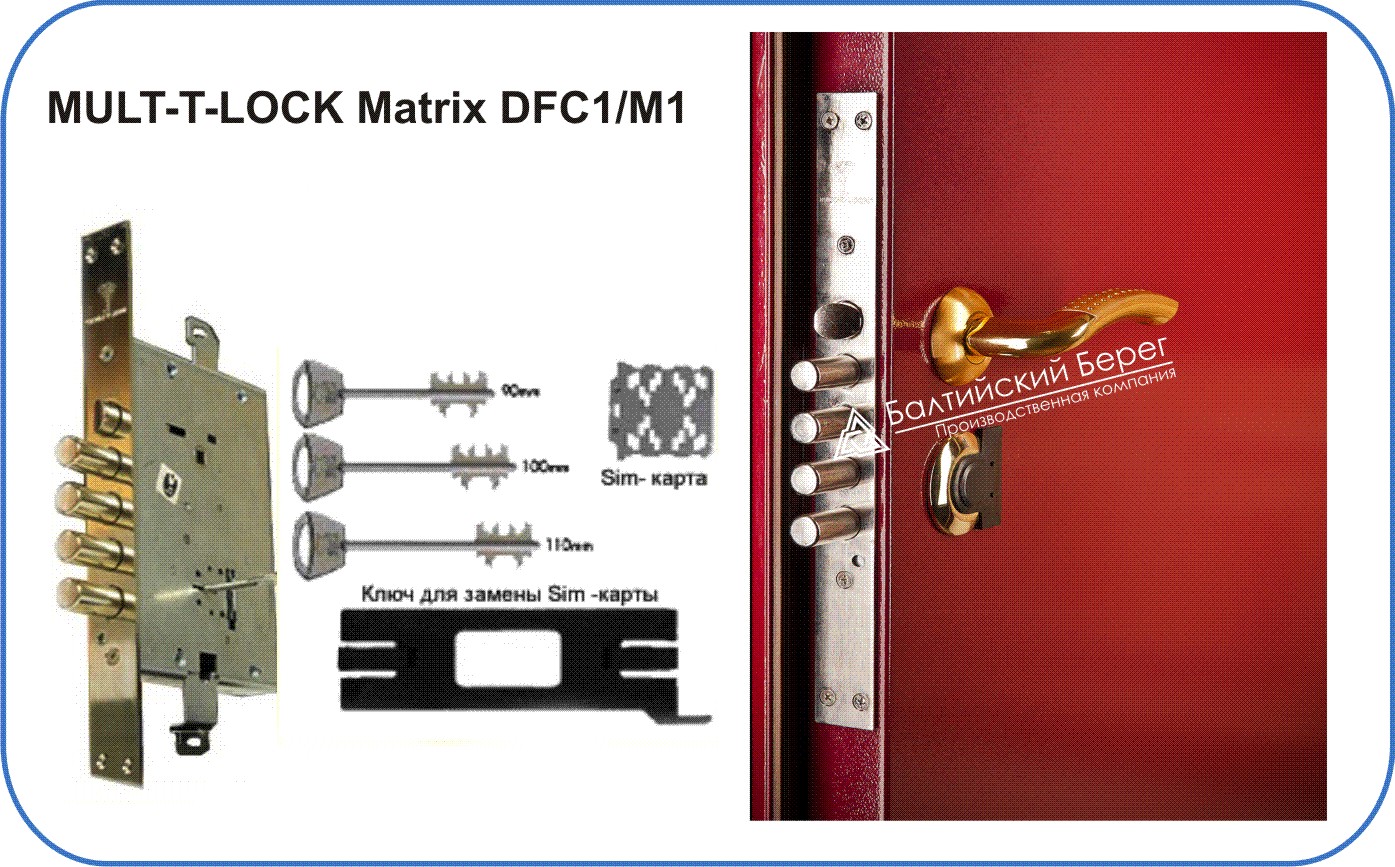 MULT-T-LOCK Matrix DFC1/M1
90mm
100mm
Sim- карта
110mm
Ключ для замены Sim -карты
Балтийский Берег
Производственная компания